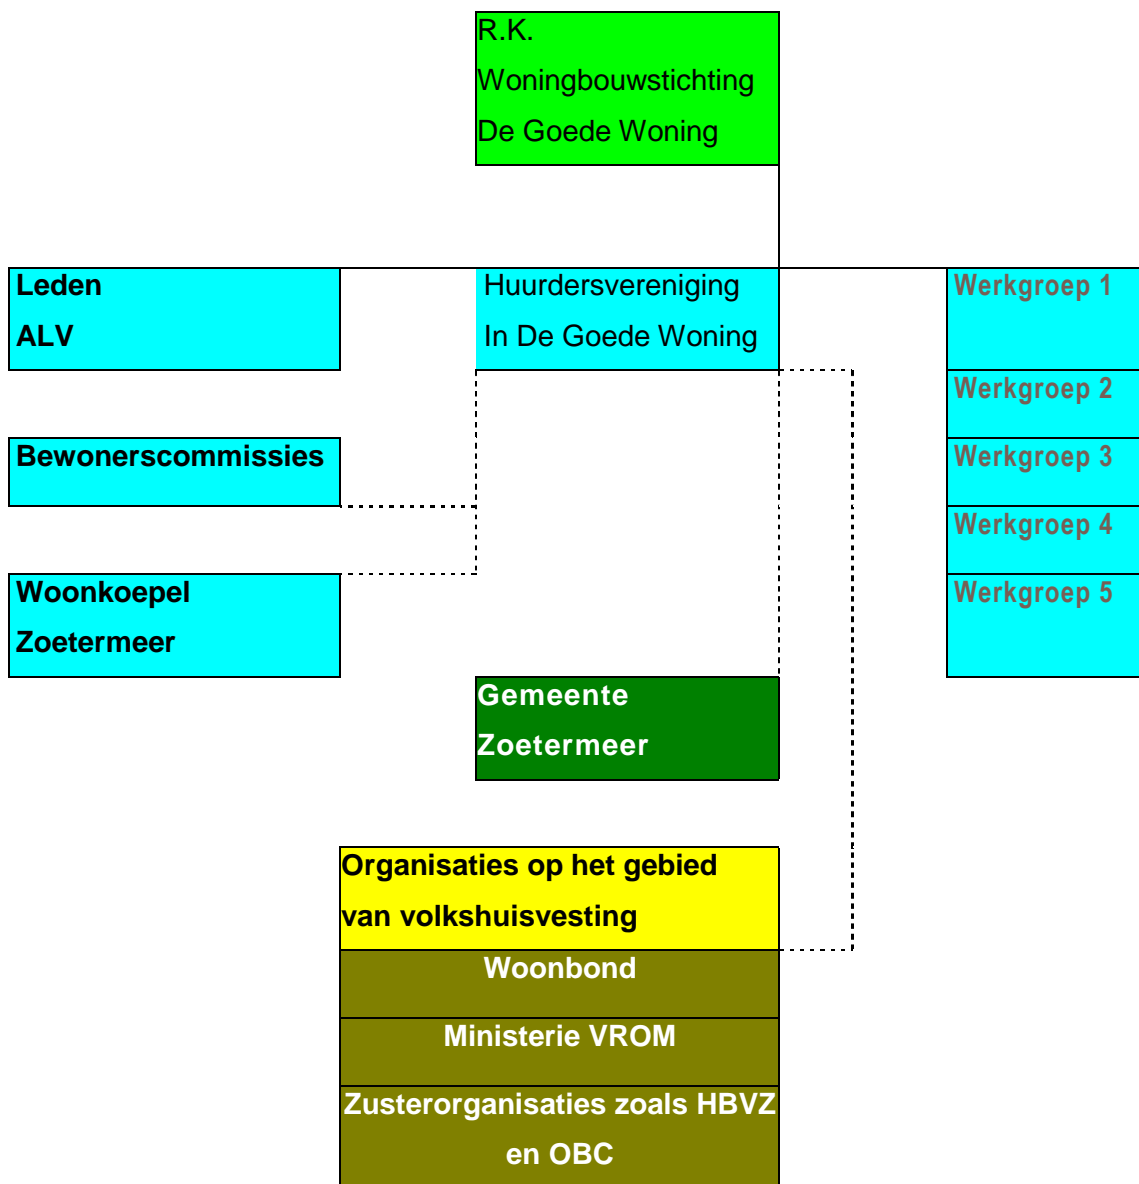 R.K.
Woningbouwstichting
De Goede Woning
Leden
ALV
Huurdersvereniging
In De Goede Woning
Werkgroep 1
Werkgroep 2
Bewonerscommissies
Werkgroep 3
Werkgroep 4
Woonkoepel
Zoetermeer
Werkgroep 5
Gemeente
Zoetermeer
Organisaties op het gebied
van volkshuisvesting
Woonbond
Ministerie VROM
Zusterorganisaties zoals HBVZ
en OBC